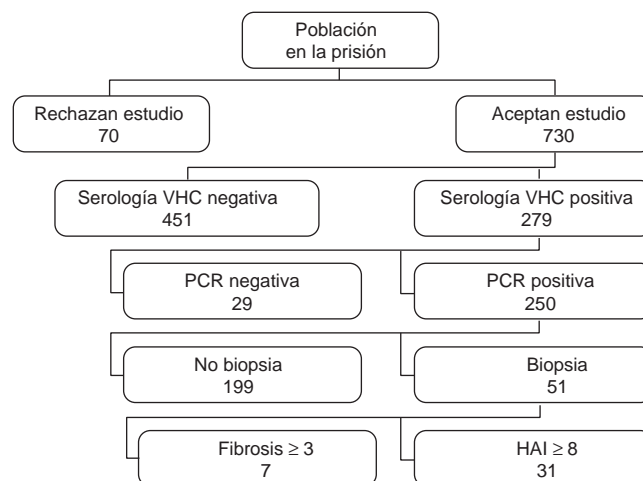 Población
en la prisión
Rechazan estudio
70
Aceptan estudio
730
Serología VHC negativa
451
Serología VHC positiva
279
PCR negativa
29
PCR positiva
250
No biopsia
199
Biopsia
51
Fibrosis ≥ 3
7
HAI ≥ 8
31